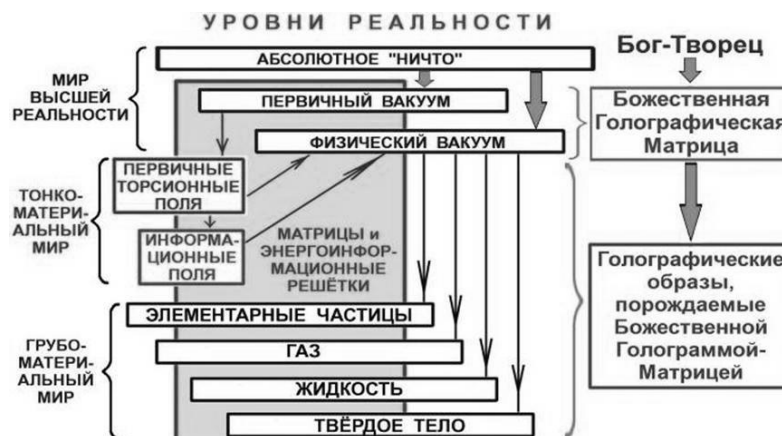 УРОВНИ РЕАЛЬНОСТИ
АБСОЛЮТНОЕ "НИЧТО"
Бог-Творец
МИР
ВЫСШЕЙ
РЕАЛЬНОСТИ
ПЕРВИЧНЫЙ ВАКУУМ
ФИЗИЧЕСКИЙ ВАКУУМ
Божественная
Голографическая
Матрица
ТОНКО-
МАТЕРИ-
АЛЬНЫЙ
МИР
ПЕРВИЧНЫЕ
ТОРСИОННЫЕ
ПОЛЯ
ИНФОРМА-
ЦИОННЫЕ
ПОЛЯ
МАТРИЦЫ и
ЭНЕРГОИНФОР-
МАЦИОННЫЕ
РЕШЁТКИ
Голографические
образы,
порождаемые
Божественной
Голограммой-
Матрицей
ГРУБО-
МАТЕРИ-
АЛЬНЫЙ
МИР
ЭЛЕМЕНТАРНЫЕ ЧАСТИЦЫ
ГАЗ
ЖИДКОСТЬ
ТВЁРДОЕ ТЕЛО